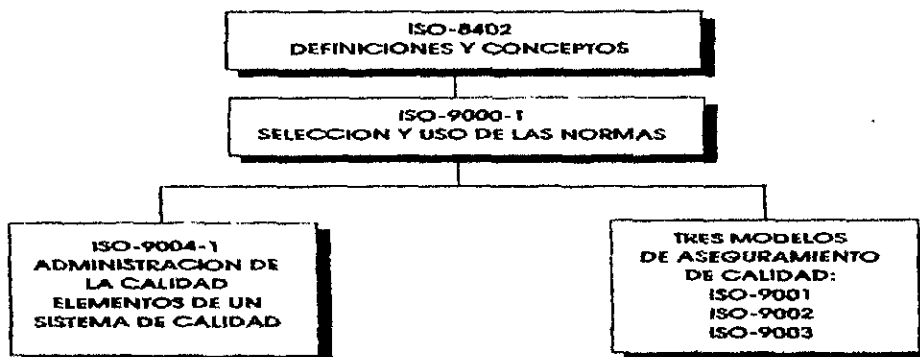 ISO-8402
DEFINICIONES Y CONCEPTOS
ISO-9000-1
SELECCION Y USO DE LAS NORMAS
ISO-9004-1
ADMINISTRACION DE
LA CALIDAD
ELEMENTOS DE UN
SISTEMA DE CALIDAD
TRES MODELOS
DE ASEGURAMIENTO
DE CALIDAD:
ISO-9001
ISO-9002
ISO-9003